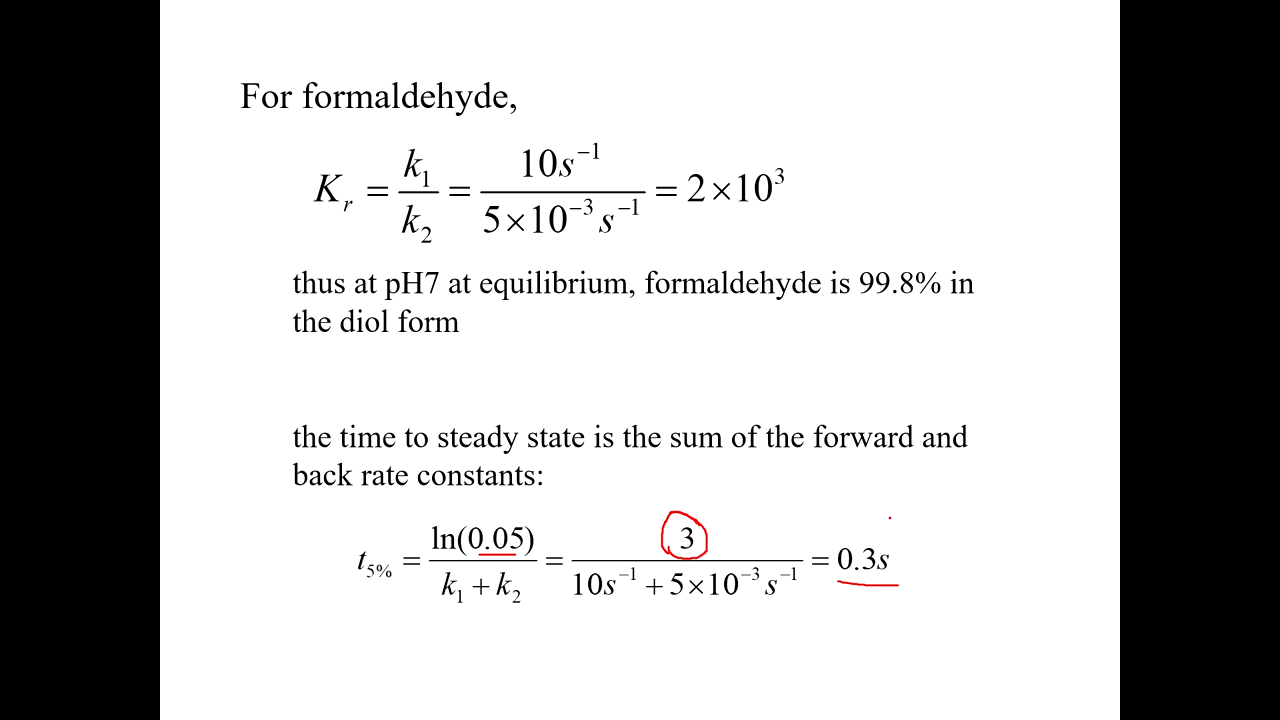 For formaldehyde,
K_r = k_1/k_2 = 10s^−1/5×10^−3 s^−1 = 2×10^3
thus at pH7 at equilibrium, formaldehyde is 99.8% in
the diol form
the time to steady state is the sum of the forward and
back rate constants:
t_5% = ln(0.05)/k_1 + k_2 = 3/10s^−1 + 5×10^−3 s^−1 = 0.3s